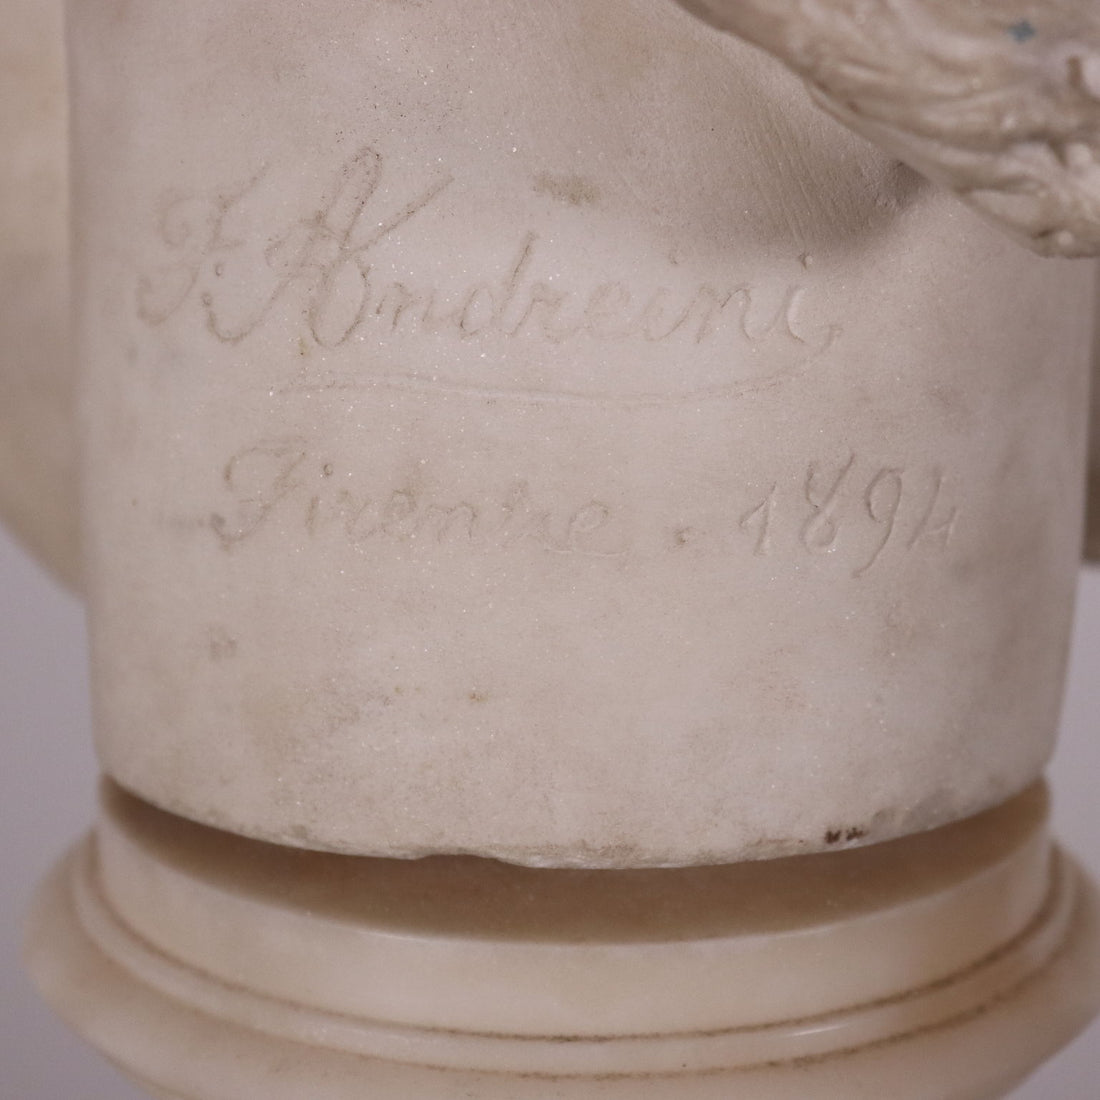 F. Andreini
Firenze . 1894